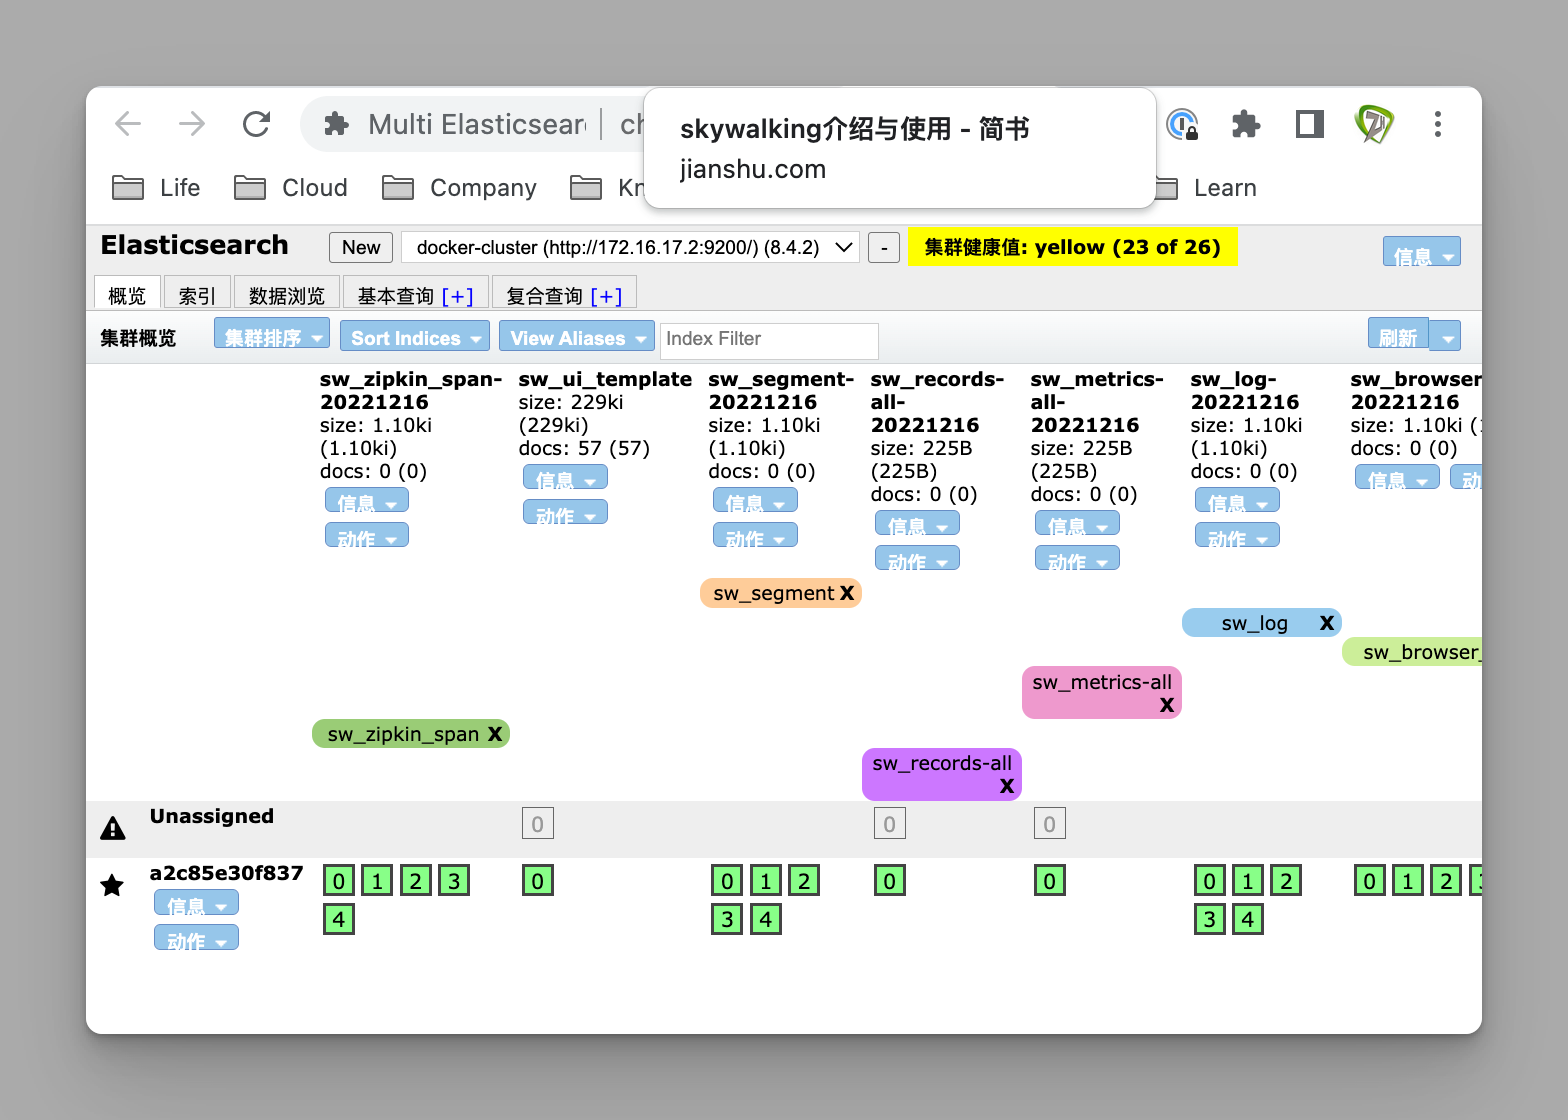 Multi Elasticsear
ch
skywalking介绍与使用 - 简书
jianshu.com
Life
Cloud
Company
Kn
Learn
Elasticsearch
New
docker-cluster (http://172.16.17.2:9200/) (8.4.2)
-
集群健康值: yellow (23 of 26)
信息
概览
索引
数据浏览
基本查询 [+]
复合查询 [+]
集群概览
集群排序
Sort Indices
View Aliases
Index Filter
刷新
sw_zipkin_span-
20221216
size: 1.10ki
(1.10ki)
docs: 0 (0)
信息
动作
sw_ui_template
size: 229ki
(229ki)
docs: 57 (57)
信息
动作
sw_segment-
20221216
size: 1.10ki
(1.10ki)
docs: 0 (0)
信息
动作
sw_records-
all-
20221216
size: 225B
(225B)
docs: 0 (0)
信息
动作
sw_metrics-
all-
20221216
size: 225B
(225B)
docs: 0 (0)
信息
动作
sw_log-
20221216
size: 1.10ki
(1.10ki)
docs: 0 (0)
信息
动作
sw_browser
20221216
size: 1.10ki (1
docs: 0 (0)
信息
动
sw_segment X
sw_log X
sw_browser_
sw_metrics-all
X
sw_zipkin_span X
sw_records-all
X
Unassigned
0
0
0
a2c85e30f837
信息
动作
0 1 2 3
4
0
0 1 2
3 4
0
0
0 1 2
3 4
0 1 2 3